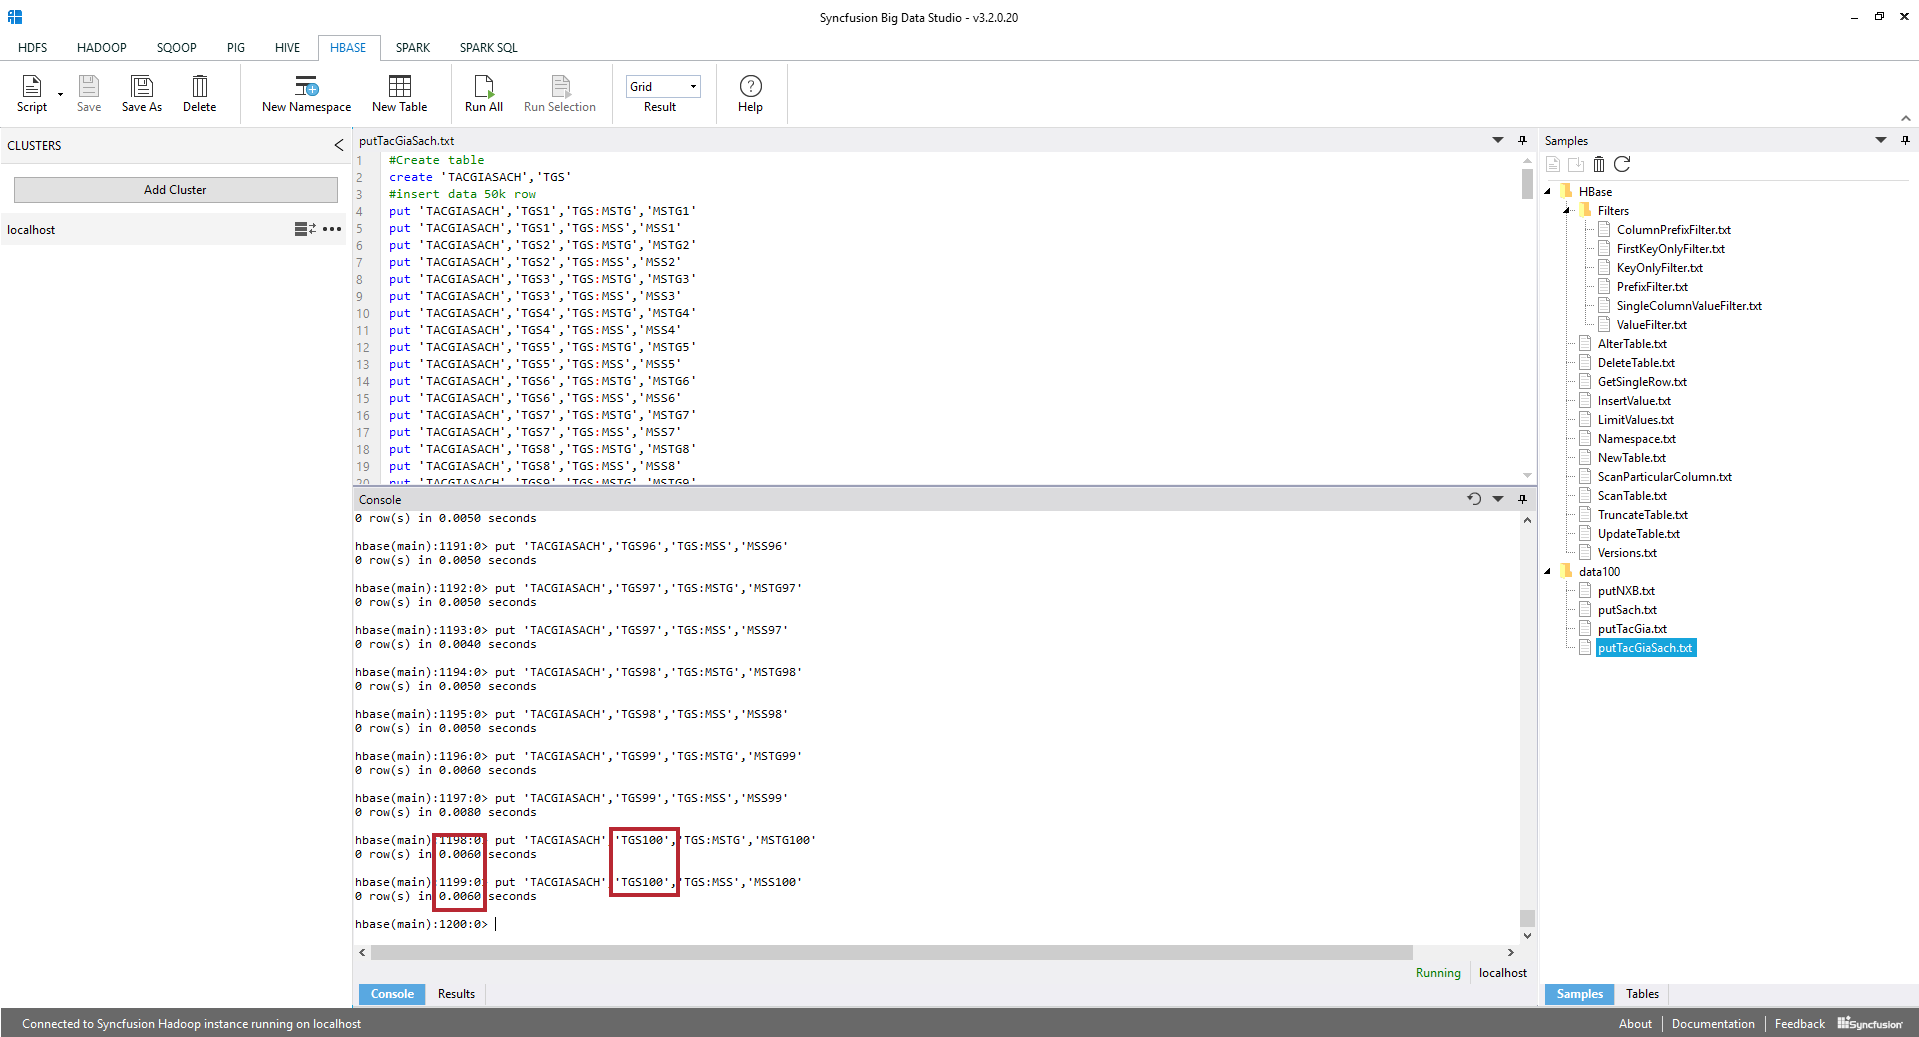 Syncfusion Big Data Studio - v3.2.0.20
HDFS HADOOP SQOOP PIG HIVE HBASE SPARK SPARK SQL
Script Save Save As Delete New Namespace New Table Run All Run Selection Grid Result Help
CLUSTERS
Add Cluster
localhost
putTacGiaSach.txt
1 #Create table
2 create 'TACGIASACH','TGS'
3 #insert data 50k row
4 put 'TACGIASACH','TGS1','TGS:MSTG','MSTG1'
5 put 'TACGIASACH','TGS1','TGS:MSS','MSS1'
6 put 'TACGIASACH','TGS2','TGS:MSTG','MSTG2'
7 put 'TACGIASACH','TGS2','TGS:MSS','MSS2'
8 put 'TACGIASACH','TGS3','TGS:MSTG','MSTG3'
9 put 'TACGIASACH','TGS3','TGS:MSS','MSS3'
10 put 'TACGIASACH','TGS4','TGS:MSTG','MSTG4'
11 put 'TACGIASACH','TGS4','TGS:MSS','MSS4'
12 put 'TACGIASACH','TGS5','TGS:MSTG','MSTG5'
13 put 'TACGIASACH','TGS5','TGS:MSS','MSS5'
14 put 'TACGIASACH','TGS6','TGS:MSTG','MSTG6'
15 put 'TACGIASACH','TGS6','TGS:MSS','MSS6'
16 put 'TACGIASACH','TGS7','TGS:MSTG','MSTG7'
17 put 'TACGIASACH','TGS7','TGS:MSS','MSS7'
18 put 'TACGIASACH','TGS8','TGS:MSTG','MSTG8'
19 put 'TACGIASACH','TGS8','TGS:MSS','MSS8'
20 put 'TACGIASACH','TGS9','TGS:MSTG','MSTG9'
Console
0 row(s) in 0.0050 seconds
hbase(main):1191:0> put 'TACGIASACH','TGS96','TGS:MSS','MSS96'
0 row(s) in 0.0050 seconds
hbase(main):1192:0> put 'TACGIASACH','TGS97','TGS:MSTG','MSTG97'
0 row(s) in 0.0050 seconds
hbase(main):1193:0> put 'TACGIASACH','TGS97','TGS:MSS','MSS97'
0 row(s) in 0.0040 seconds
hbase(main):1194:0> put 'TACGIASACH','TGS98','TGS:MSTG','MSTG98'
0 row(s) in 0.0050 seconds
hbase(main):1195:0> put 'TACGIASACH','TGS98','TGS:MSS','MSS98'
0 row(s) in 0.0050 seconds
hbase(main):1196:0> put 'TACGIASACH','TGS99','TGS:MSTG','MSTG99'
0 row(s) in 0.0060 seconds
hbase(main):1197:0> put 'TACGIASACH','TGS99','TGS:MSS','MSS99'
0 row(s) in 0.0080 seconds
hbase(main):1198:0> put 'TACGIASACH','TGS100','TGS:MSTG','MSTG100'
0 row(s) in 0.0060 seconds
hbase(main):1199:0> put 'TACGIASACH','TGS100','TGS:MSS','MSS100'
0 row(s) in 0.0060 seconds
hbase(main):1200:0>
Running localhost
Console Results
Samples
HBase
Filters
ColumnPrefixFilter.txt
FirstKeyOnlyFilter.txt
KeyOnlyFilter.txt
PrefixFilter.txt
SingleColumnValueFilter.txt
ValueFilter.txt
AlterTable.txt
DeleteTable.txt
GetSingleRow.txt
InsertValue.txt
LimitValues.txt
Namespace.txt
NewTable.txt
ScanParticularColumn.txt
ScanTable.txt
TruncateTable.txt
UpdateTable.txt
Versions.txt
data100
putNXB.txt
putSach.txt
putTacGia.txt
putTacGiaSach.txt
Samples Tables
Connected to Syncfusion Hadoop instance running on localhost
About Documentation Feedback Syncfusion